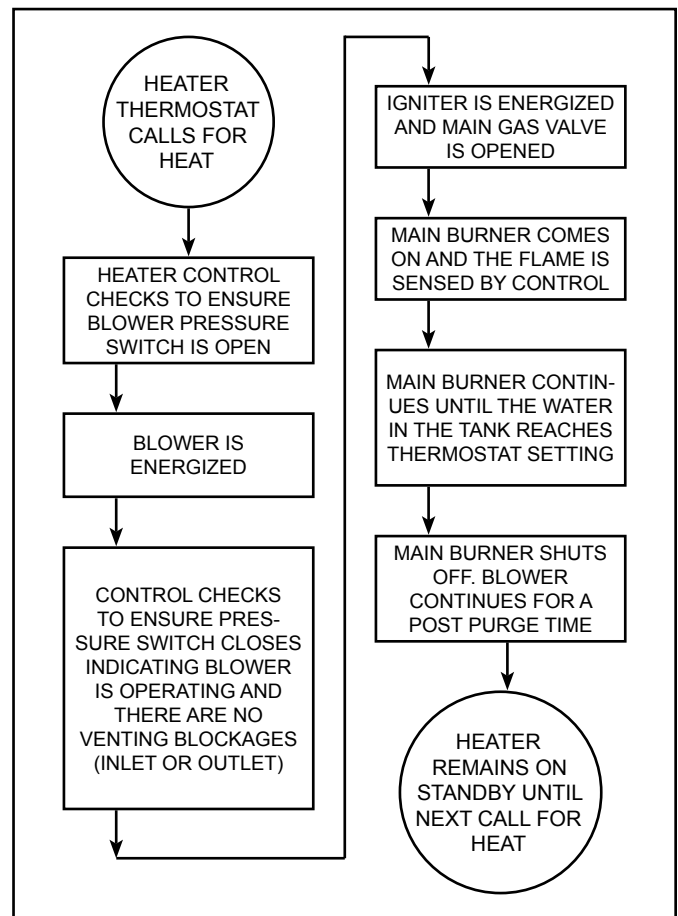 HEATER
THERMOSTAT
CALLS FOR
HEAT
HEATER CONTROL
CHECKS TO ENSURE
BLOWER PRESSURE
SWITCH IS OPEN
BLOWER IS
ENERGIZED
CONTROL CHECKS
TO ENSURE PRES-
SURE SWITCH CLOSES
INDICATING BLOWER
IS OPERATING AND
THERE ARE NO
VENTING BLOCKAGES
(INLET OR OUTLET)
IGNITER IS ENERGIZED
AND MAIN GAS VALVE
IS OPENED
MAIN BURNER COMES
ON AND THE FLAME IS
SENSED BY CONTROL
MAIN BURNER CONTIN-
UES UNTIL THE WATER
IN THE TANK REACHES
THERMOSTAT SETTING
MAIN BURNER SHUTS
OFF. BLOWER
CONTINUES FOR A
POST PURGE TIME
HEATER
REMAINS ON
STANDBY UNTIL
NEXT CALL FOR
HEAT